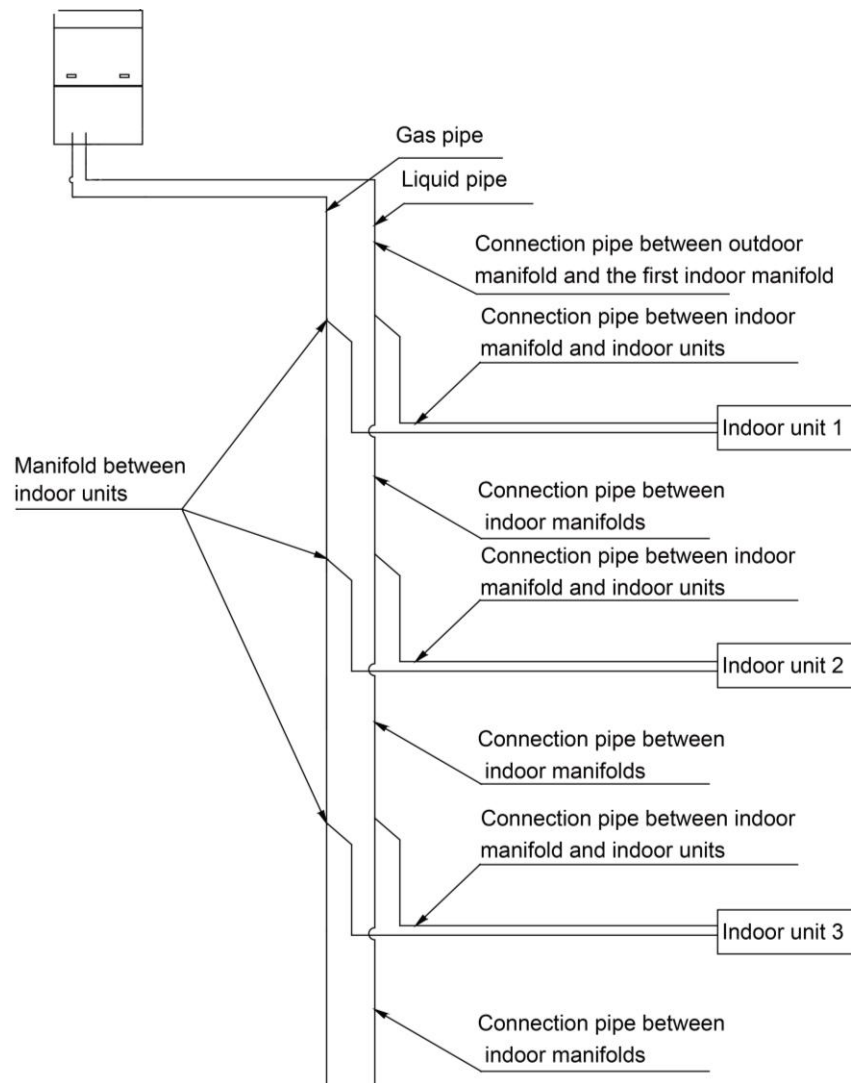 Gas pipe
Liquid pipe
Connection pipe between outdoor
manifold and the first indoor manifold
Connection pipe between indoor
manifold and indoor units
Indoor unit 1
Manifold between
indoor units
Connection pipe between
indoor manifolds
Connection pipe between indoor
manifold and indoor units
Indoor unit 2
Connection pipe between
indoor manifolds
Connection pipe between indoor
manifold and indoor units
Indoor unit 3
Connection pipe between
indoor manifolds